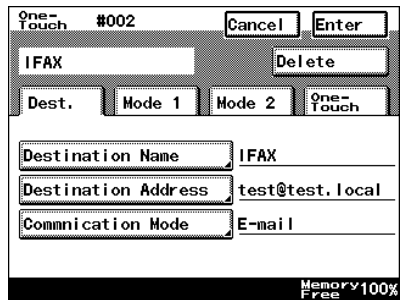 One-Touch #002 Cancel Enter
IFAX Delete
Dest. Mode 1 Mode 2 One-Touch
Destination Name IFAX
Destination Address test@test.local
Commnication Mode E-mail
Memory Free 100%